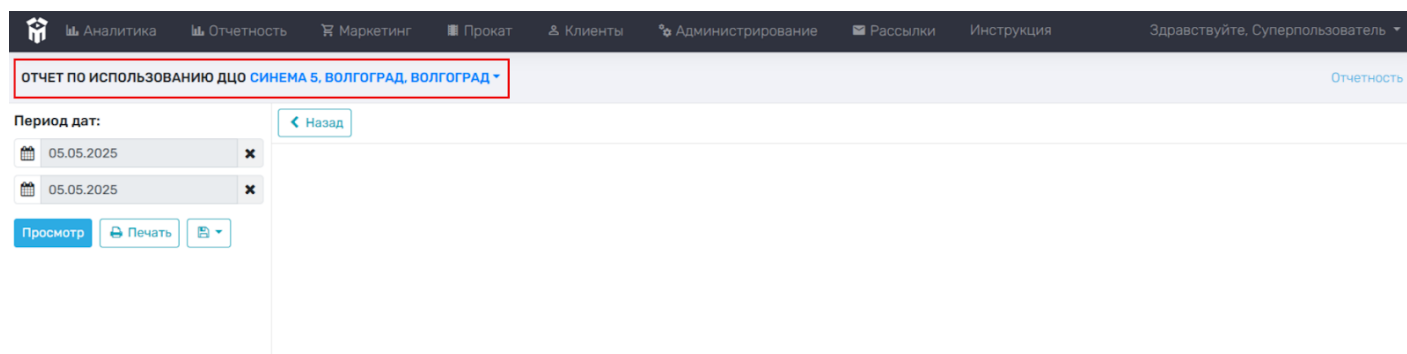 Аналитика Отчетность Маркетинг Прокат Клиенты Администрирование Рассылки Инструкция Здравствуйте, Суперпользователь
ОТЧЕТ ПО ИСПОЛЬЗОВАНИЮ ДЦО СИНЕМА 5, ВОЛГОГРАД, ВОЛГОГРАД Отчетность
Период дат: Назад
05.05.2025
05.05.2025
Просмотр Печать